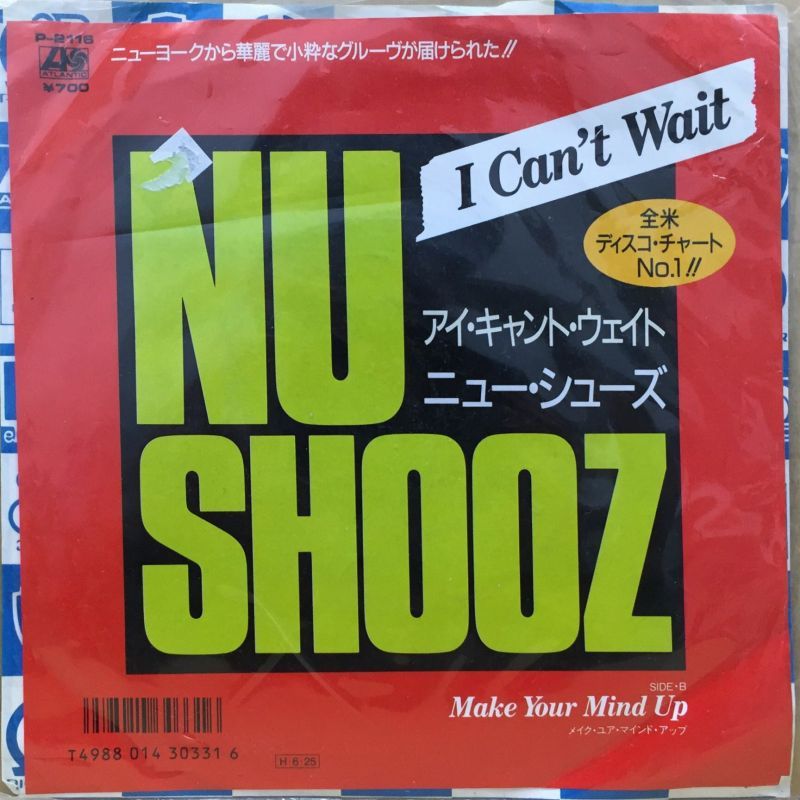 P-2116
ATLANTIC
¥700
ニューヨークから華麗で小粋なグルーヴが届けられた!!
I Can't Wait
全米
ディスコ・チャート
No.1!!
アイ・キャント・ウェイト
ニュー・シューズ
NU
SHOOZ
SIDE・B
Make Your Mind Up
メイク・ユア・マインド・アップ
T4988 014 30331 6
H・6・25